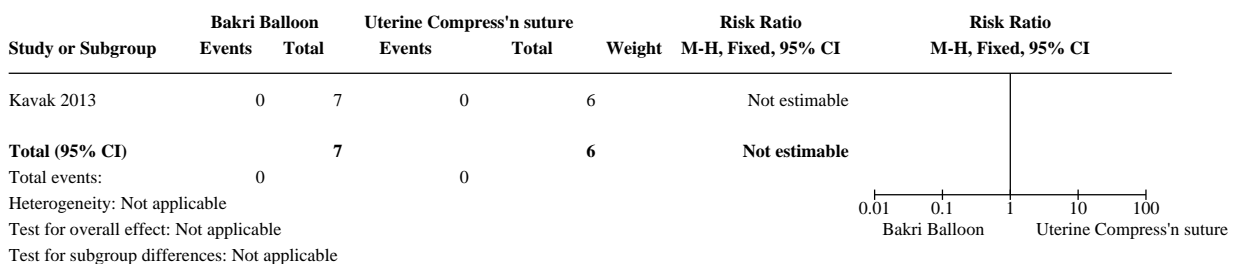 Bakri Balloon Uterine Compress'n suture Risk Ratio Risk Ratio
Study or Subgroup Events Total Events Total Weight M-H, Fixed, 95% CI M-H, Fixed, 95% CI
Kavak 2013 0 7 0 6 Not estimable
Total (95% CI) 7 6 Not estimable
Total events: 0 0
Heterogeneity: Not applicable
0.01 0.1 1 10 100
Test for overall effect: Not applicable Bakri Balloon Uterine Compress'n suture
Test for subgroup differences: Not applicable